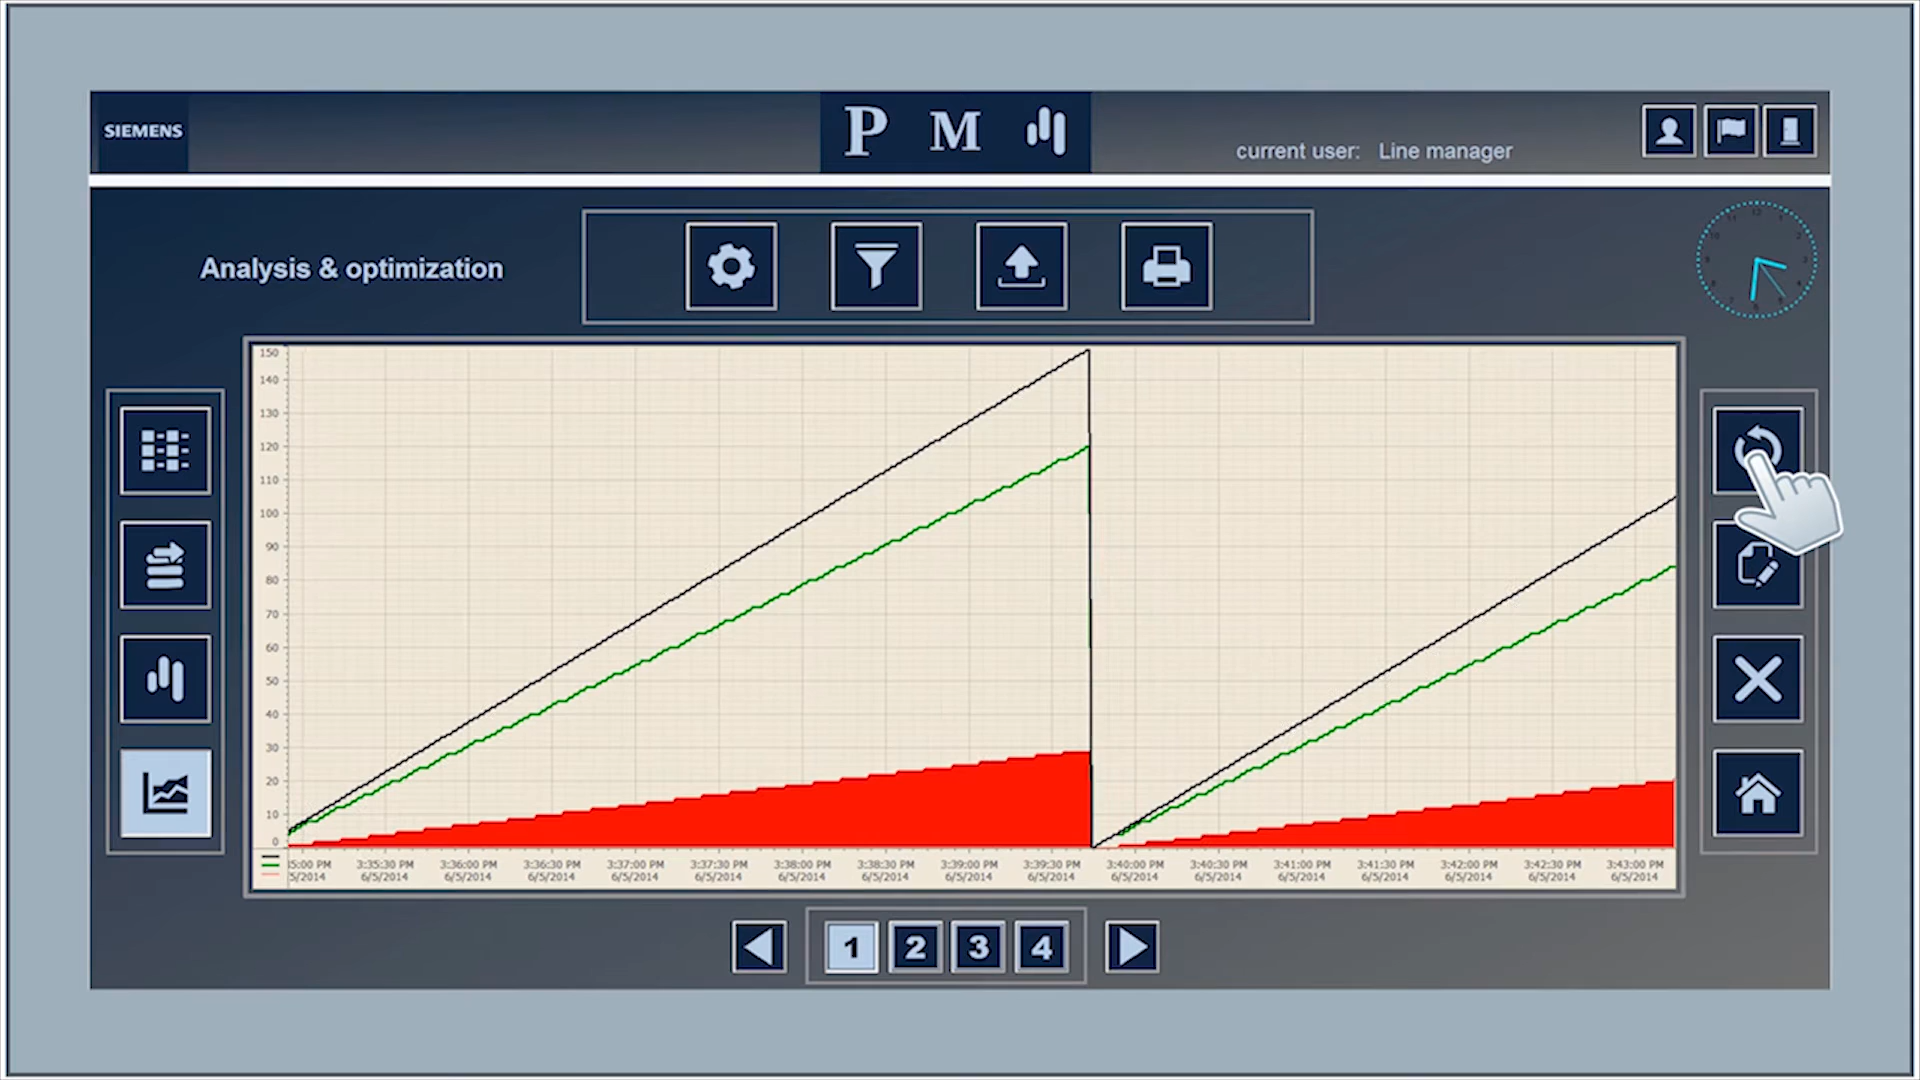 SIEMENS
P M
current user: Line manager
Analysis & optimization
150
140
130
120
110
100
90
80
70
60
50
40
30
20
10
0
35:00 PM 3:35:30 PM 3:36:00 PM 3:36:30 PM 3:37:00 PM 3:37:30 PM 3:38:00 PM 3:38:30 PM 3:39:00 PM 3:39:30 PM 3:40:00 PM 3:40:30 PM 3:41:00 PM 3:41:30 PM 3:42:00 PM 3:42:30 PM 3:43:00 PM
5/2014 6/5/2014 6/5/2014 6/5/2014 6/5/2014 6/5/2014 6/5/2014 6/5/2014 6/5/2014 6/5/2014 6/5/2014 6/5/2014 6/5/2014 6/5/2014 6/5/2014 6/5/2014 6/5/2014
1 2 3 4